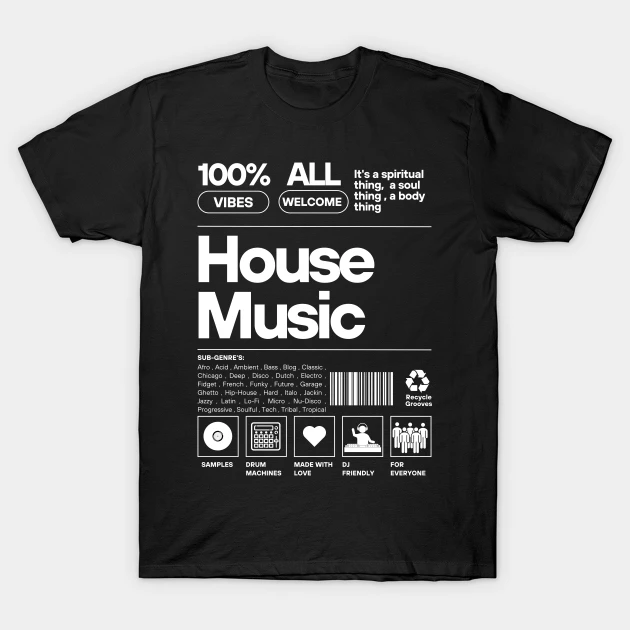 100% ALL
VIBES WELCOME
It's a spiritual
thing, a soul
thing , a body
thing
House
Music
SUB-GENRE'S:
Afro , Acid , Ambient , Bass , Blog , Classic ,
Chicago , Deep , Disco , Dutch , Electro ,
Fidget , French , Funky , Future , Garage ,
Ghetto , Hip-House , Hard , Italo , Jackin ,
Jazzy , Latin , Lo-Fi , Micro , Nu-Disco ,
Progressive , Soulful , Tech , Tribal , Tropical
Recycle
Grooves
SAMPLES
DRUM
MACHINES
MADE WITH
LOVE
DJ
FRIENDLY
FOR
EVERYONE